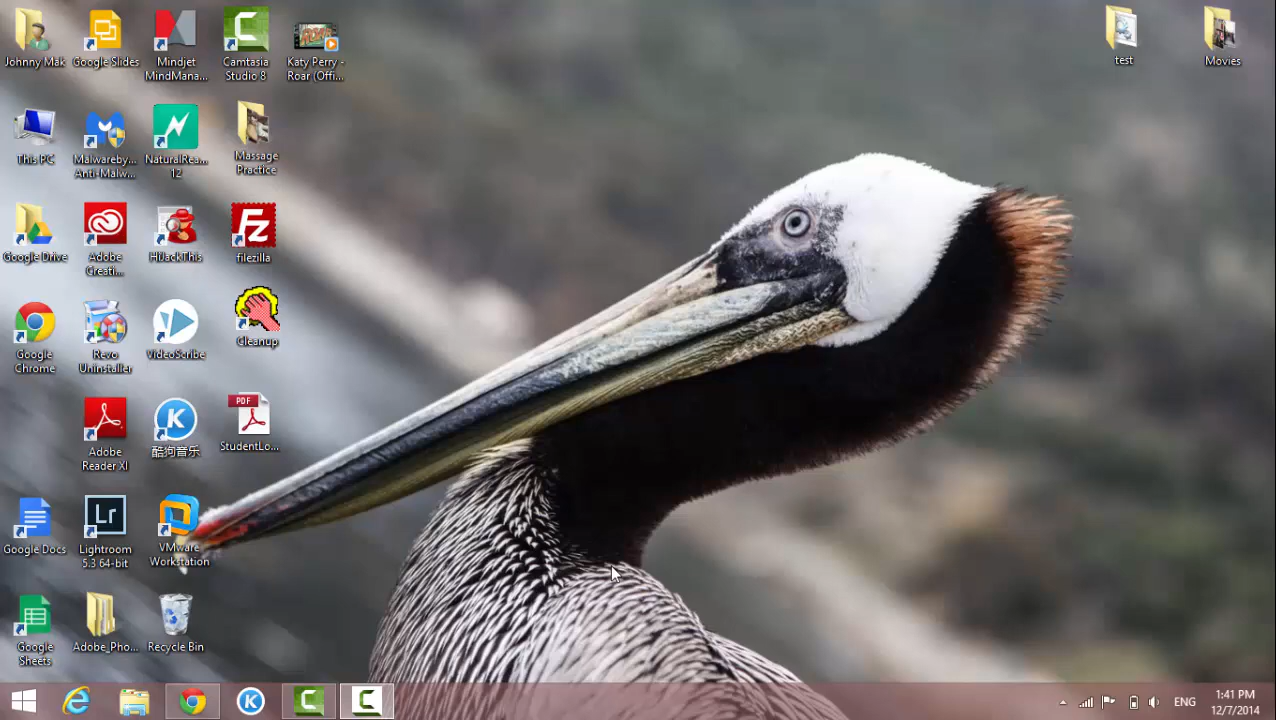 Johnny Mak
Google Slides
Mindjet
MindMana...
Camtasia
Studio 8
Katy Perry -
Roar (Offi...
test
Movies
This PC
Malwareby...
Anti-Malw...
NaturalRea...
12
Massage
Practice
Google Drive
Adobe
Creati...
HijackThis
Fz
filezilla
Google
Chrome
Revo
Uninstaller
VideoScribe
Cleanup
Adobe
Reader XI
K
酷狗音乐
PDF
StudentLo...
Google Docs
Lr
Lightroom
5.3 64-bit
VMware
Workstation
Google
Sheets
Adobe_Pho...
Recycle Bin
K
ENG
1:41 PM
12/7/2014